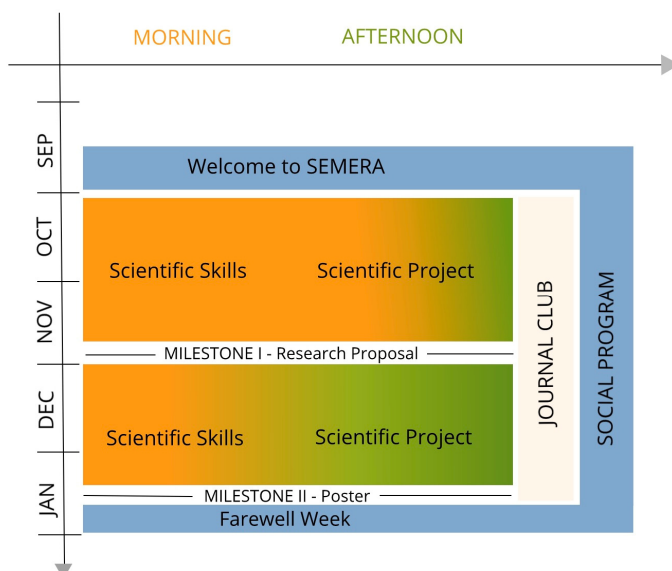 MORNING
AFTERNOON
SEP
Welcome to SEMERA
OCT
Scientific Skills
Scientific Project
NOV
MILESTONE I - Research Proposal
DEC
Scientific Skills
Scientific Project
JAN
MILESTONE II - Poster
Farewell Week
JOURNAL CLUB
SOCIAL PROGRAM